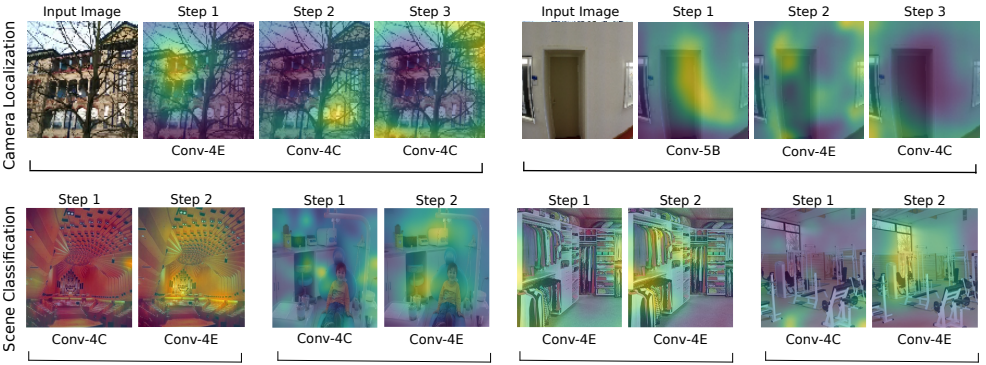 Camera Localization
Input Image Step 1 Step 2 Step 3
Conv-4E Conv-4C Conv-4C
Input Image Step 1 Step 2 Step 3
Conv-5B Conv-4E Conv-4C
Scene Classification
Step 1 Step 2
Conv-4C Conv-4E
Step 1 Step 2
Conv-4C Conv-4E
Step 1 Step 2
Conv-4E Conv-4E
Step 1 Step 2
Conv-4C Conv-4E